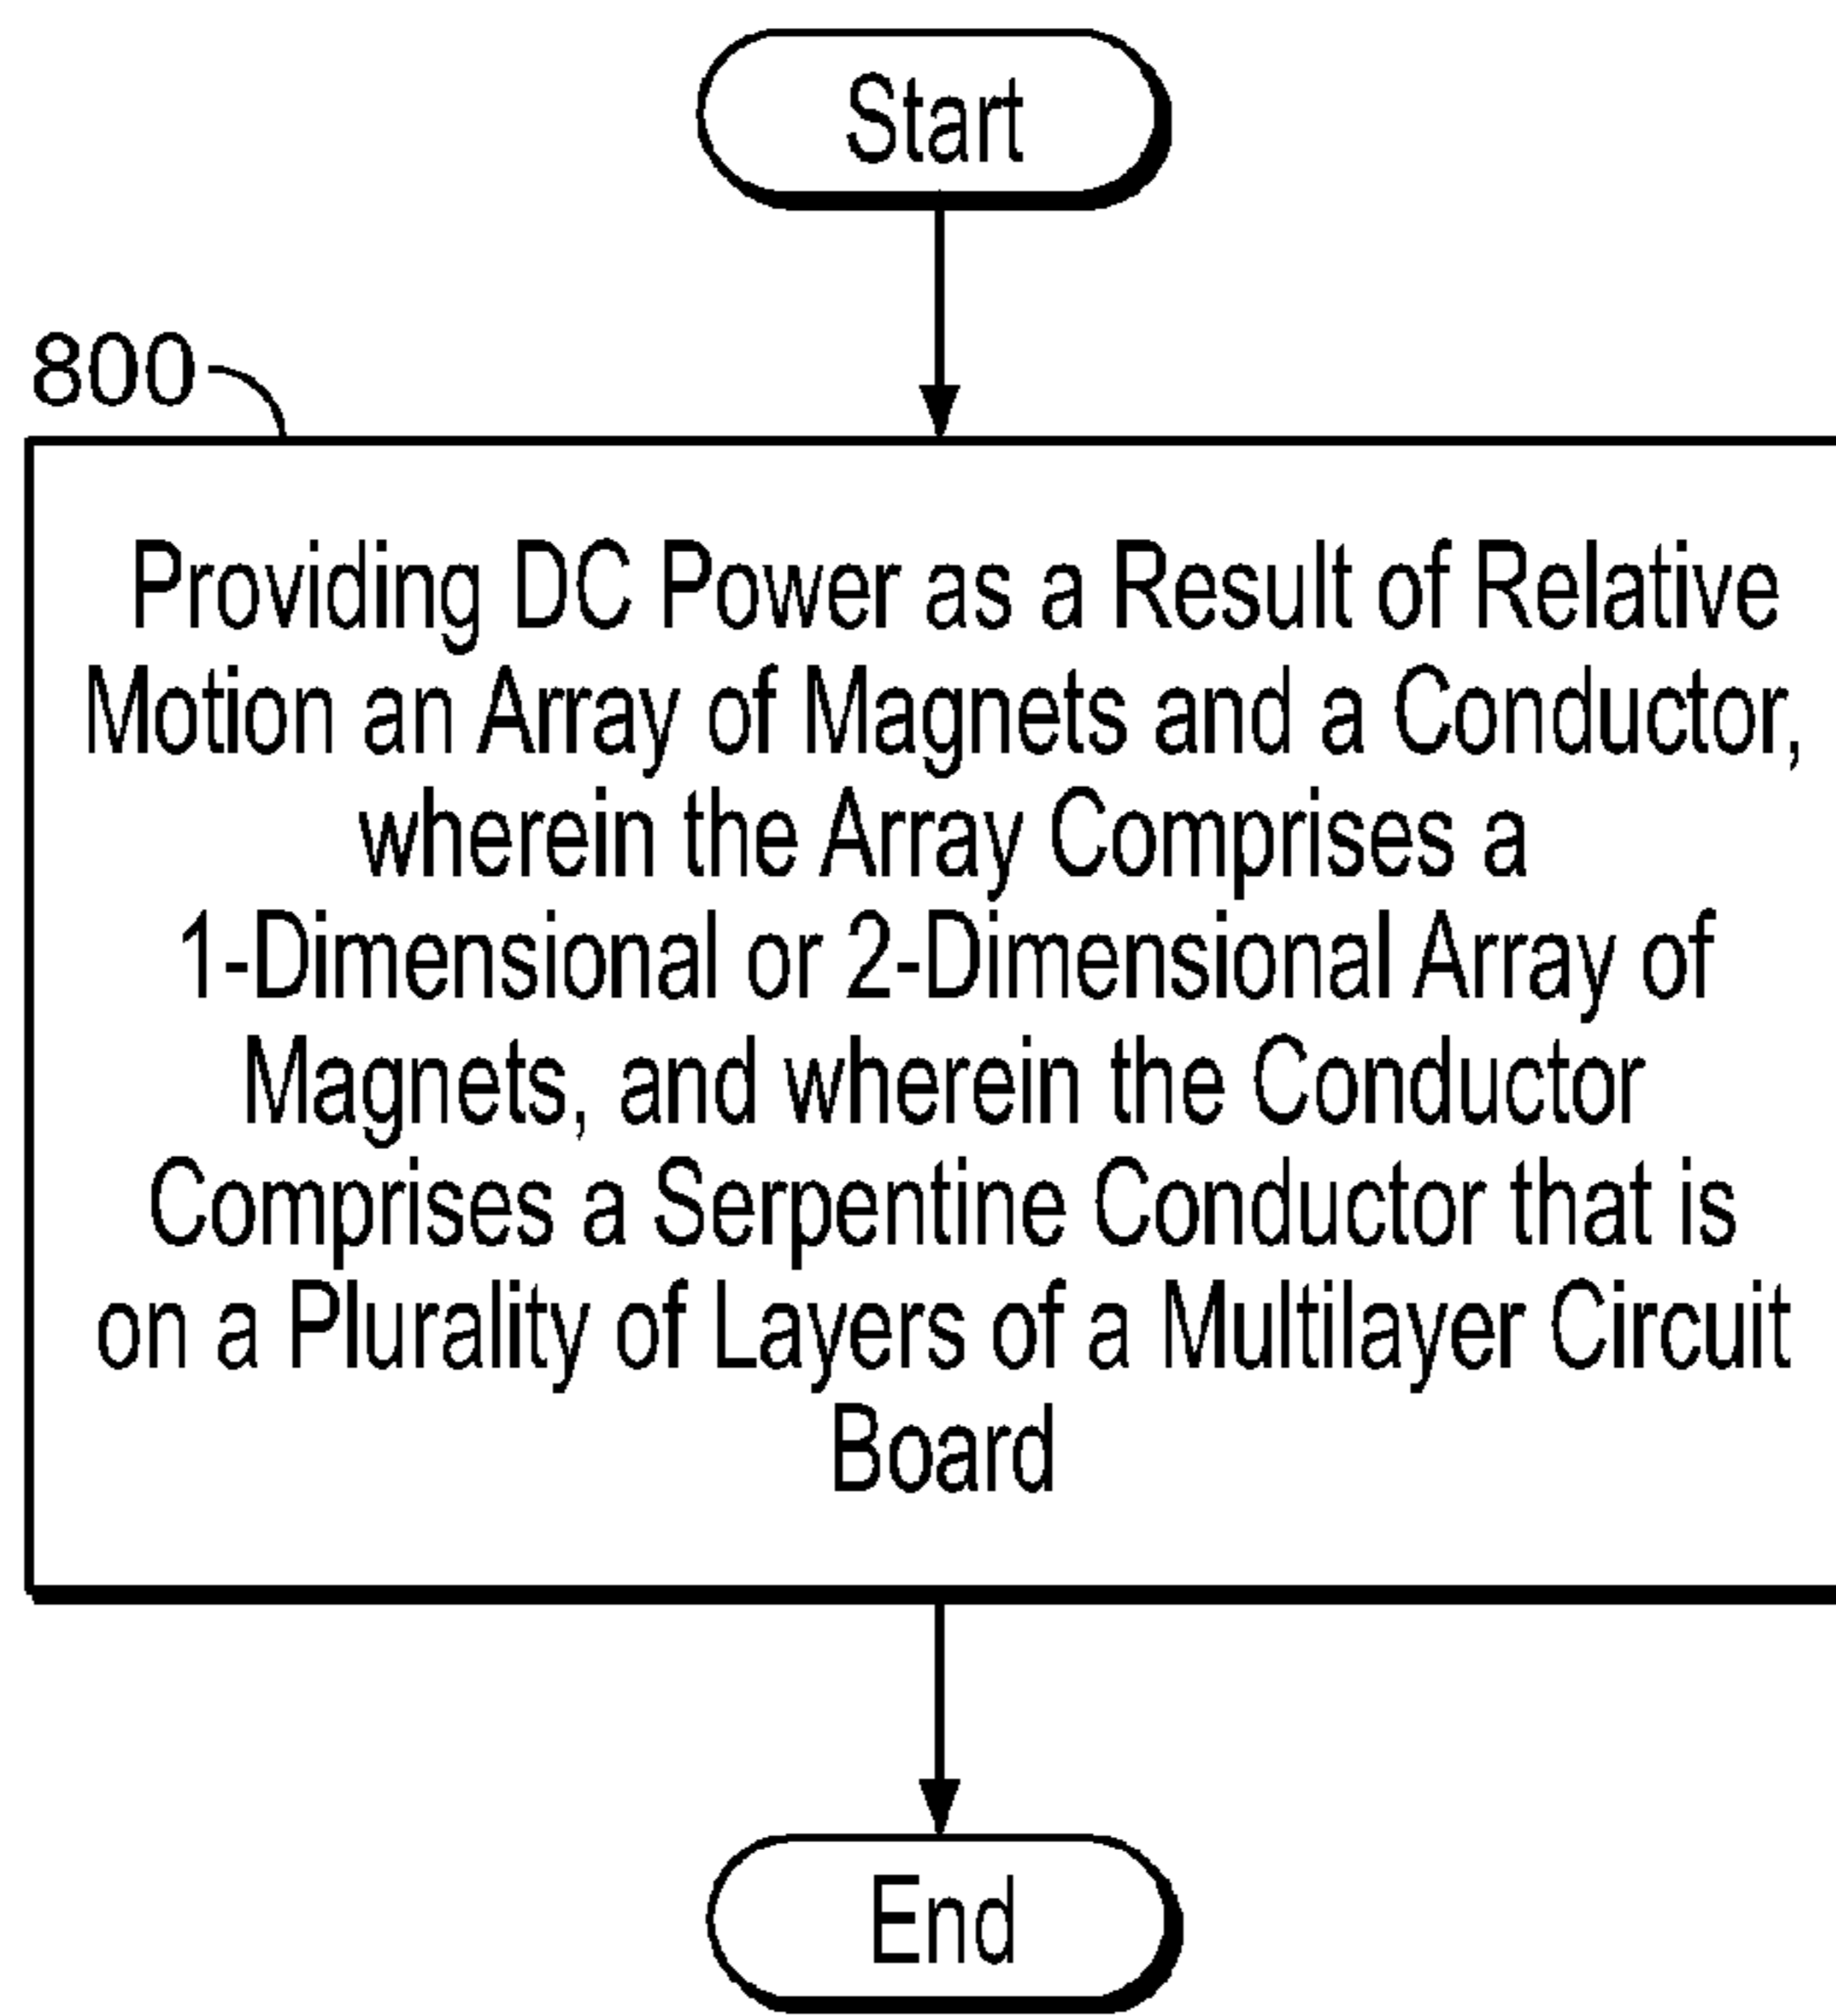 Start
800
Providing DC Power as a Result of Relative
Motion an Array of Magnets and a Conductor,
wherein the Array Comprises a
1-Dimensional or 2-Dimensional Array of
Magnets, and wherein the Conductor
Comprises a Serpentine Conductor that is
on a Plurality of Layers of a Multilayer Circuit
Board
End